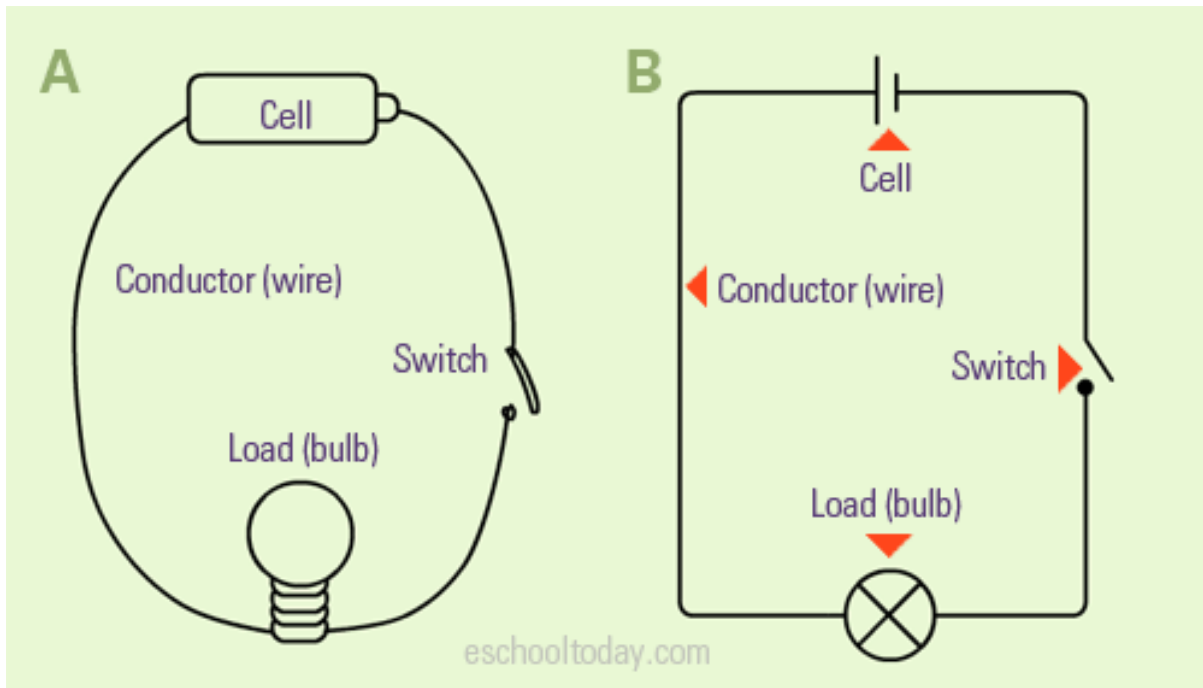 A
Cell
Conductor (wire)
Switch
Load (bulb)
B
Cell
Conductor (wire)
Switch
Load (bulb)
eschooltoday.com